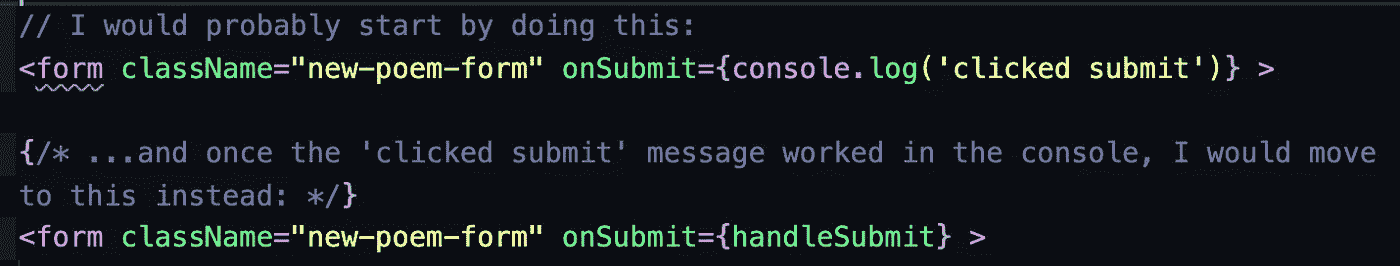 // I would probably start by doing this:
<form className="new-poem-form" onSubmit={console.log('clicked submit')} >
{/* ...and once the 'clicked submit' message worked in the console, I would move
to this instead: */}
<form className="new-poem-form" onSubmit={handleSubmit} >